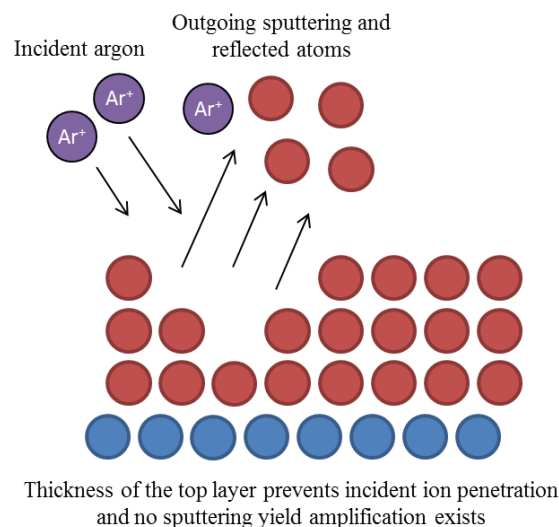 Outgoing sputtering and
reflected atoms
Incident argon
Ar⁺
Ar⁺
Ar⁺
Thickness of the top layer prevents incident ion penetration
and no sputtering yield amplification exists